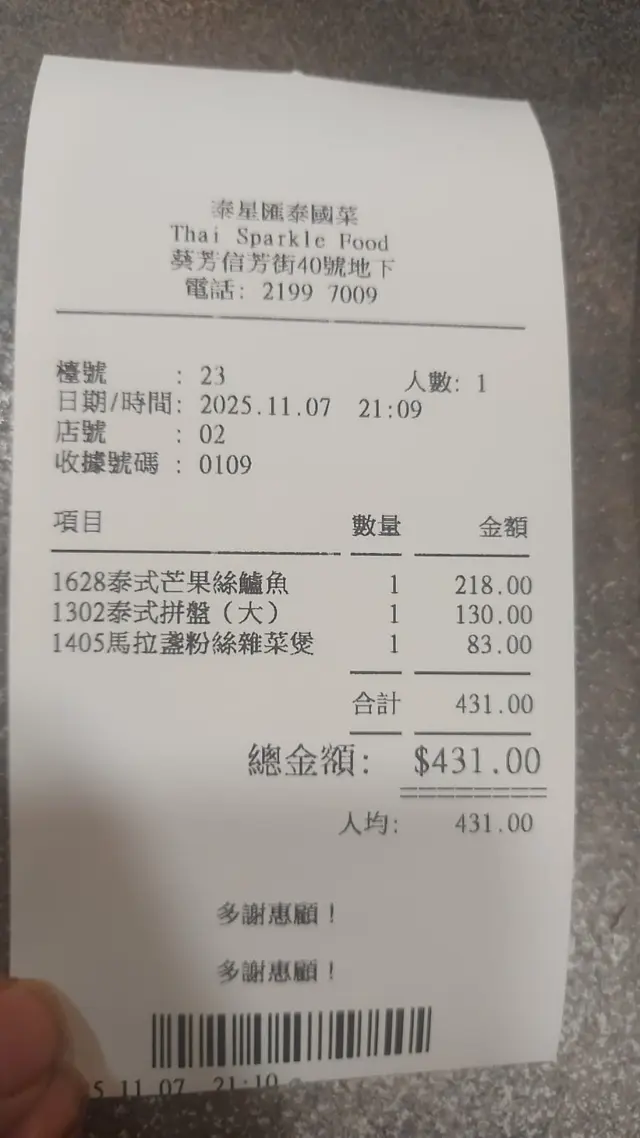 泰星匯泰國菜
Thai Sparkle Food
葵芳信芳街40號地下
電話: 2199 7009
檯號 : 23 人數: 1
日期/時間: 2025.11.07 21:09
店號 : 02
收據號碼 : 0109
項目 數量 金額
1628泰式芒果絲鱸魚 1 218.00
1302泰式拼盤（大） 1 130.00
1405馬拉盞粉絲雜菜煲 1 83.00
合計 431.00
總金額: $431.00
人均: 431.00
多謝惠顧！
多謝惠顧！
5 11 07 21:10